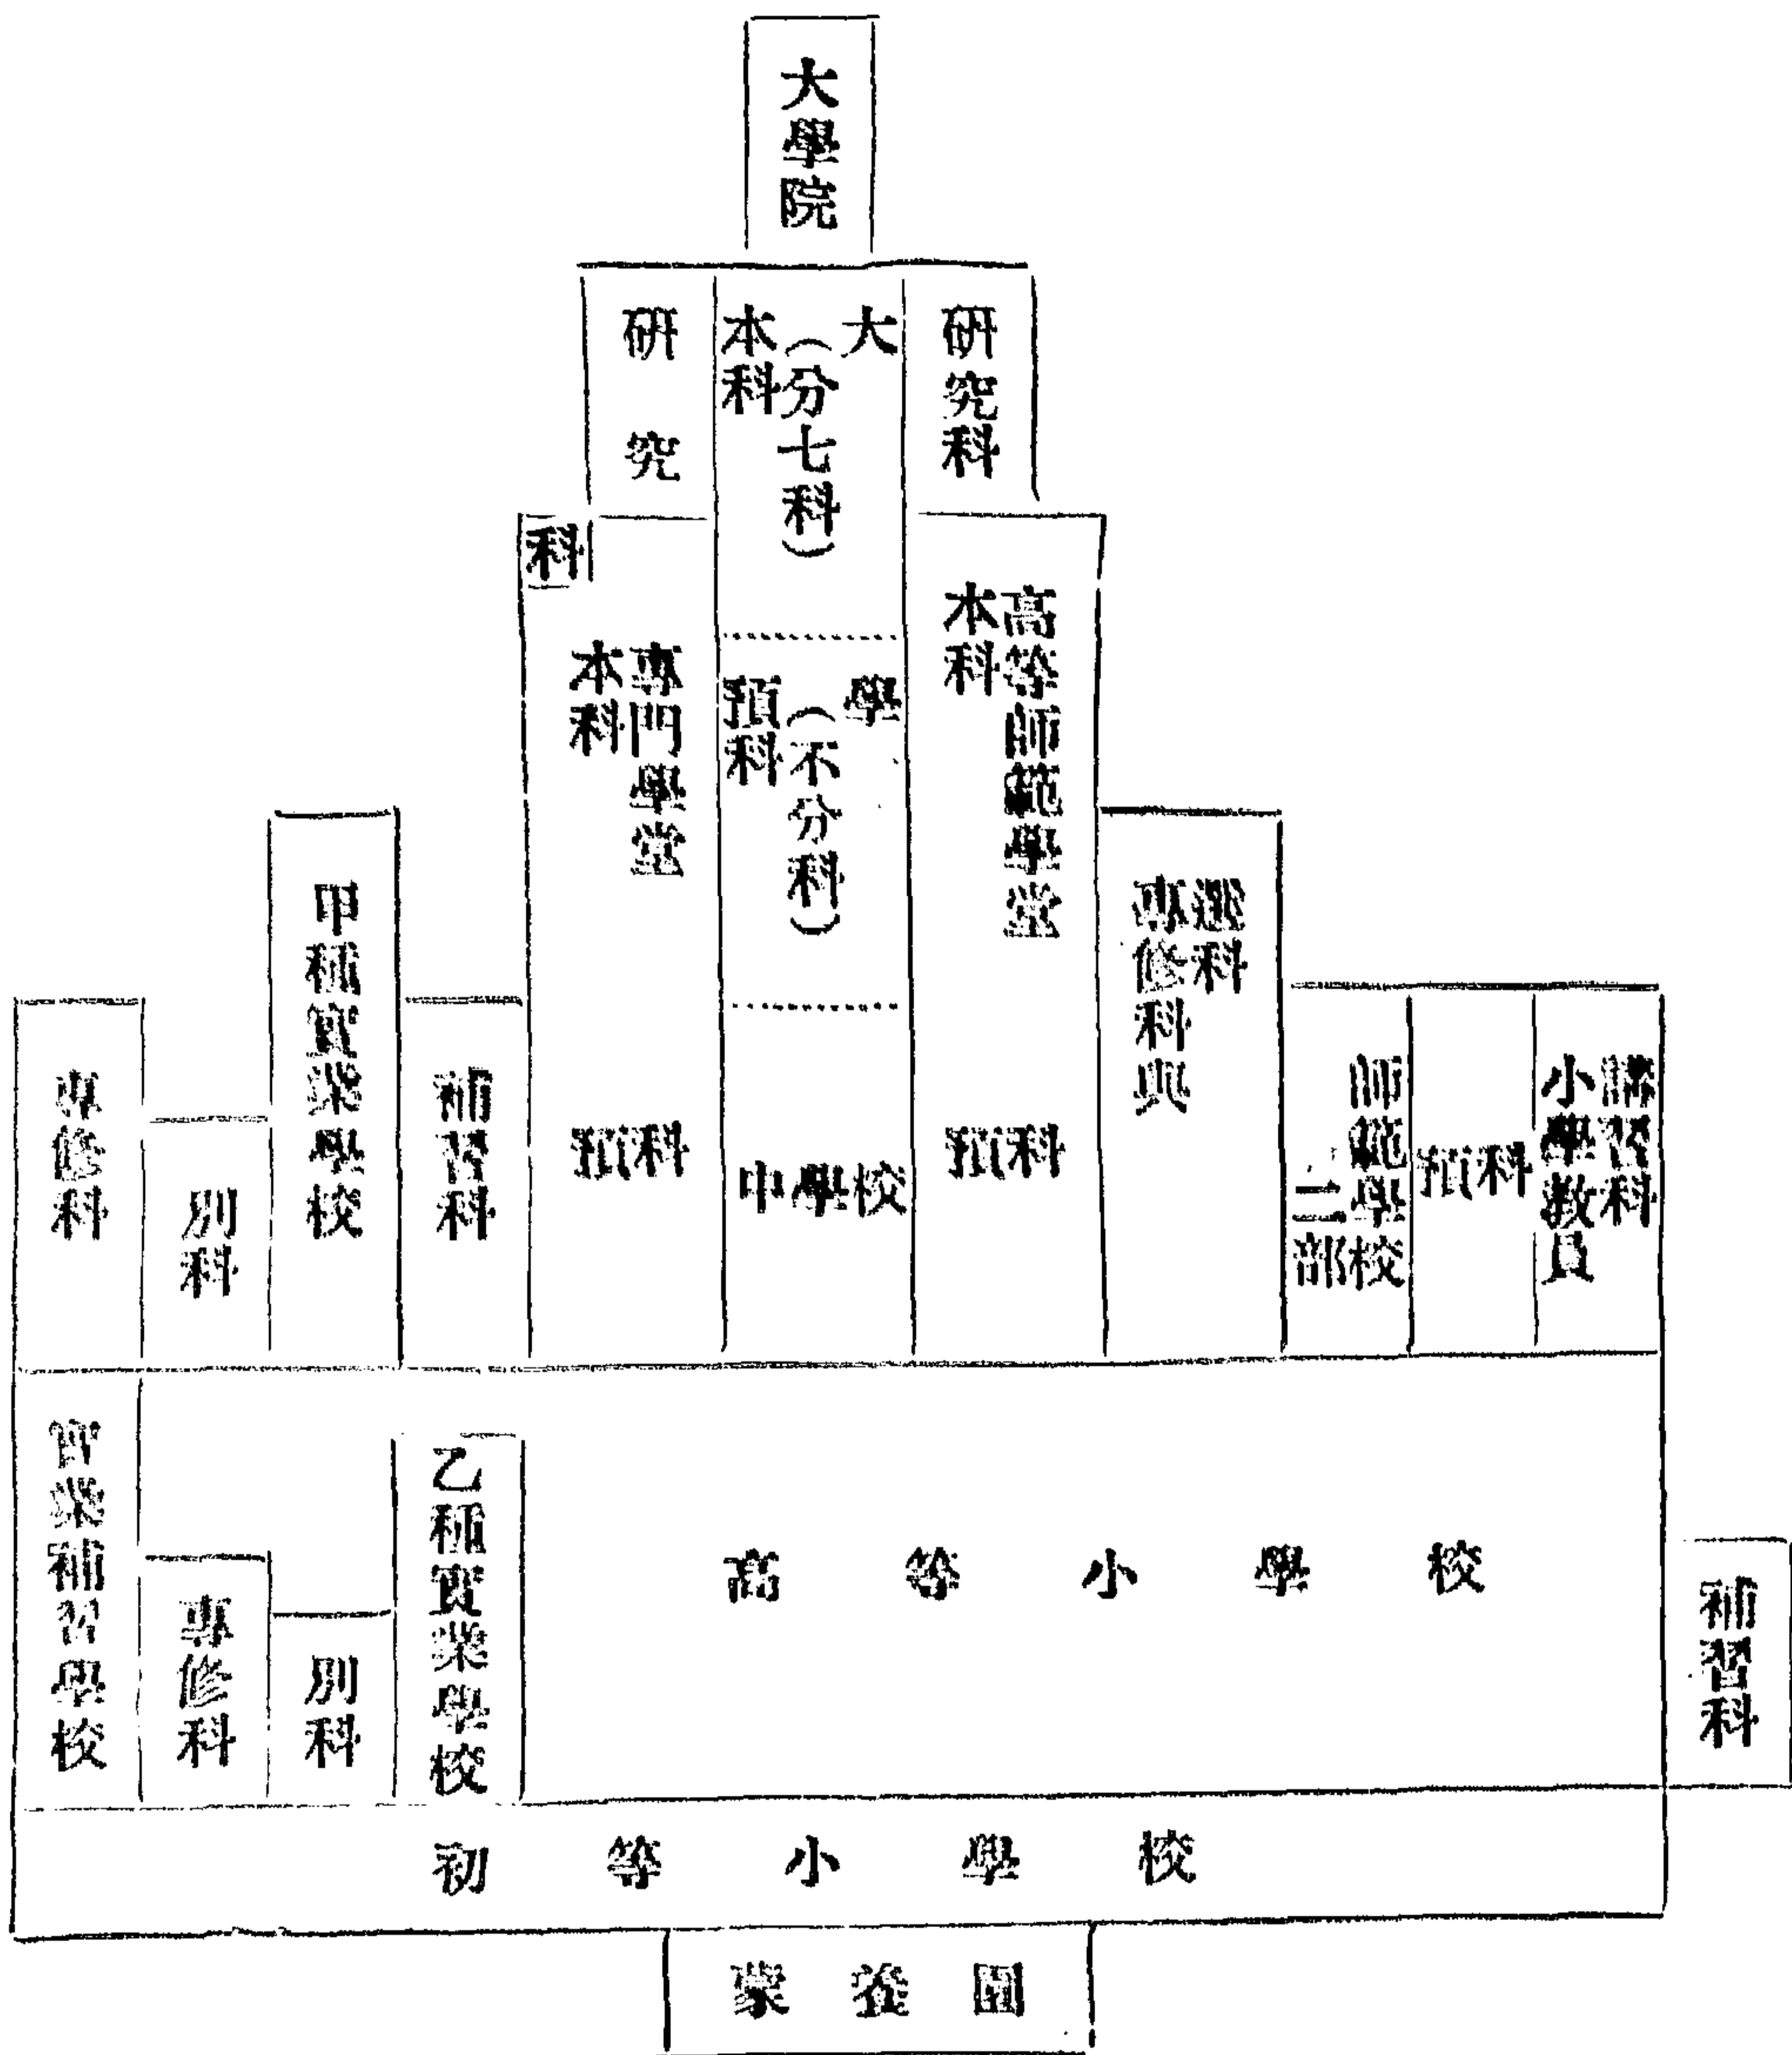 大學院
研究科
大學
本科（分七科）
預科（不分科）
研究科
專門學堂
本科
預科
中學校
高等師範學堂
本科
預科
選科
專修科與
師範學校
二部
預科
講習科
小學教員
甲種實業學校
補習科
專修科
別科
實業補習學校
專修科
別科
乙種實業學校
高等小學校
補習科
初等小學校
蒙養園